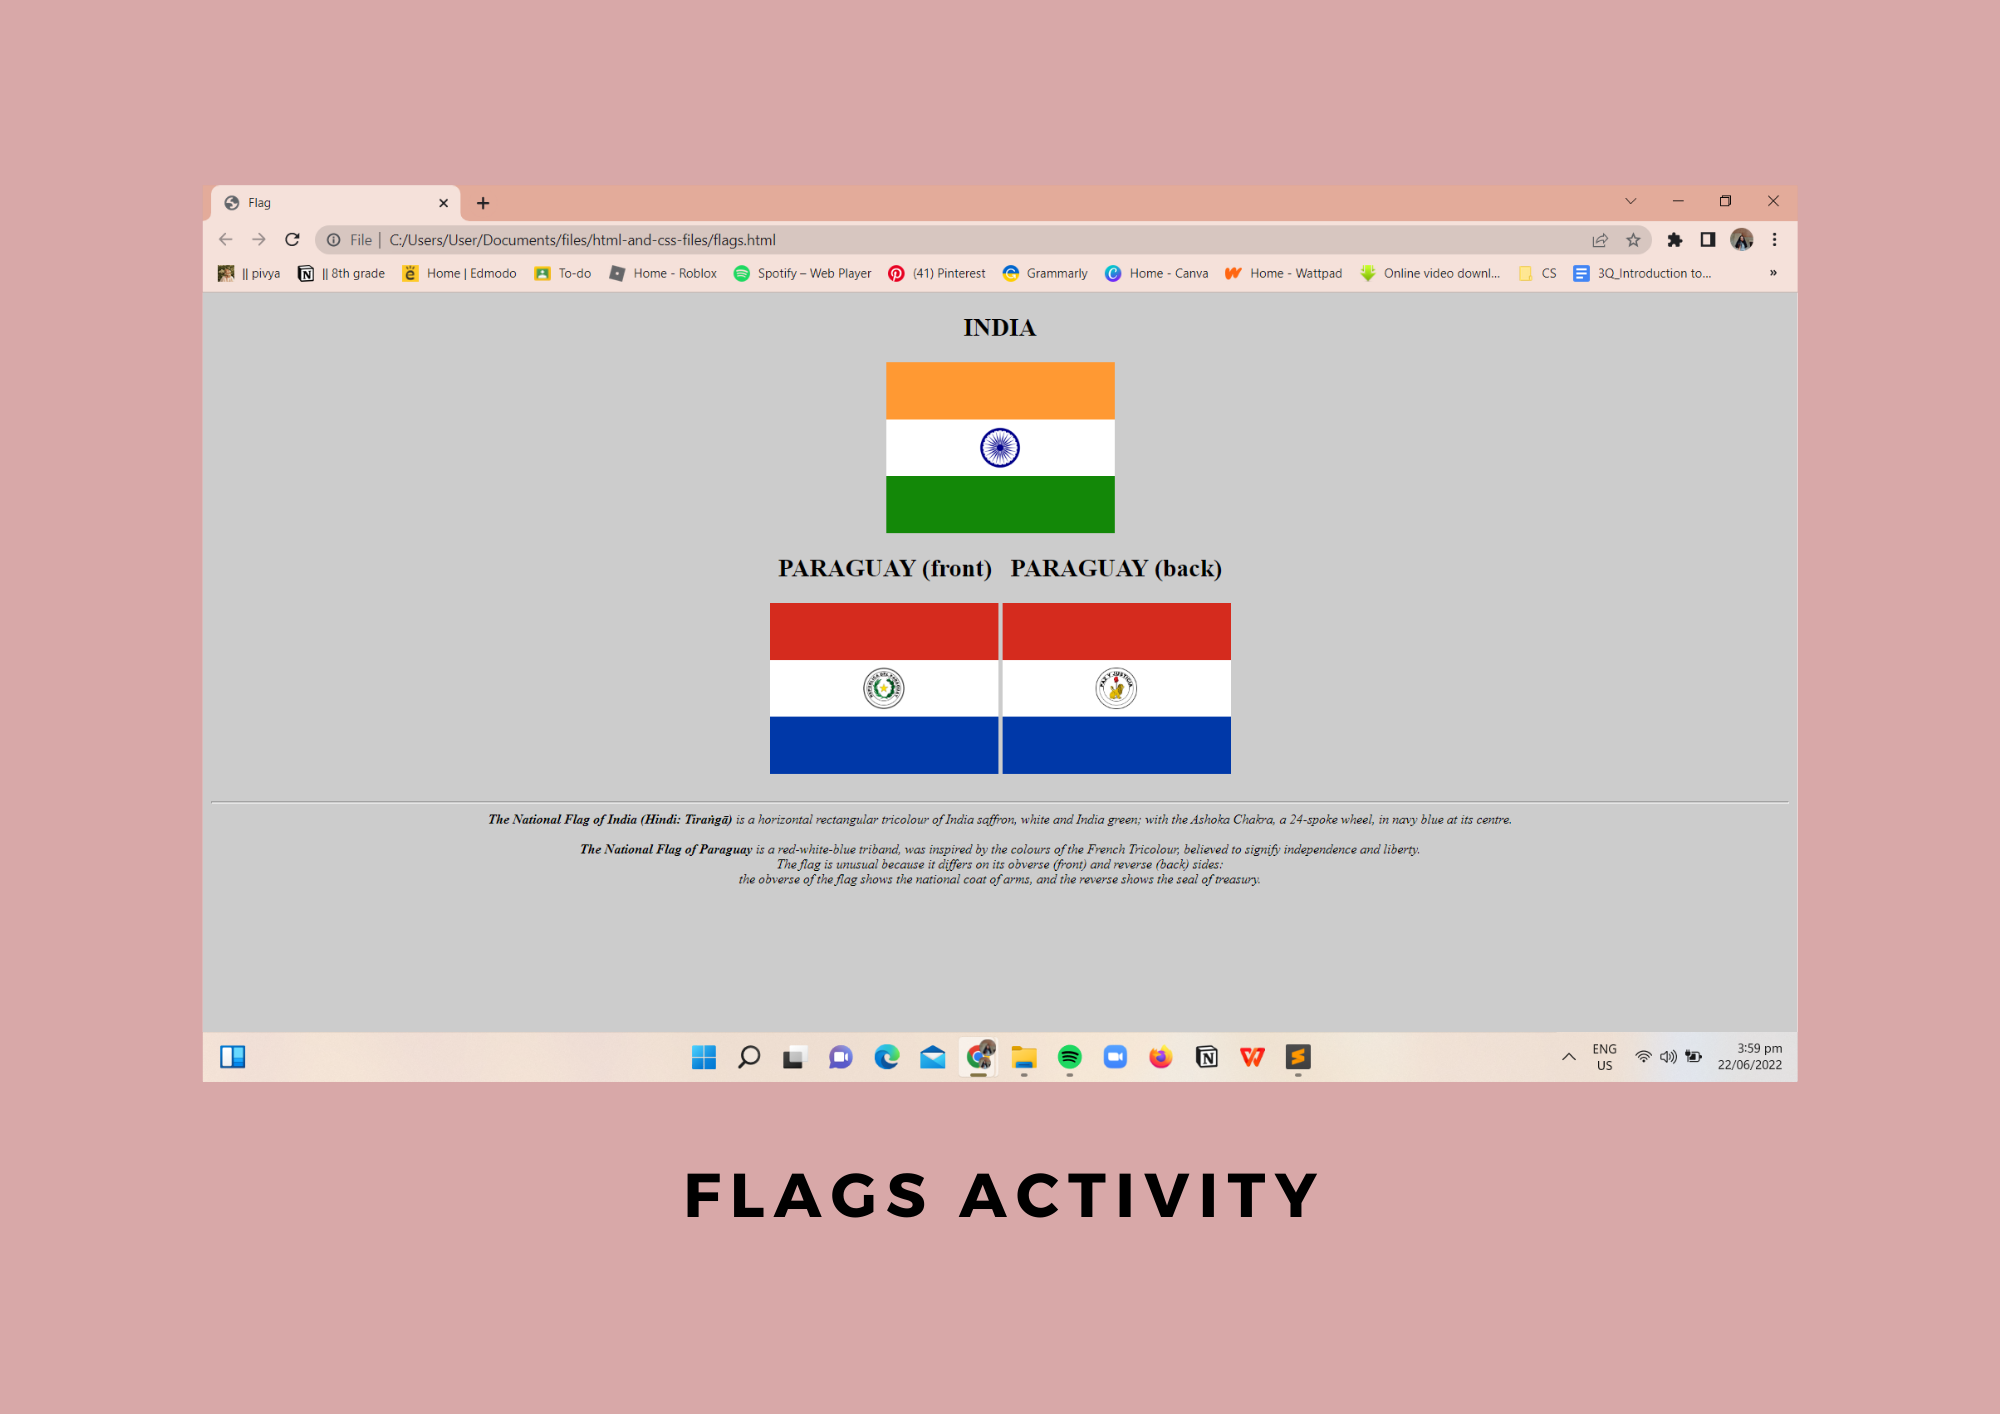 Flag
File | C:/Users/User/Documents/files/html-and-css-files/flags.html
|| pivya || 8th grade Home | Edmodo To-do Home - Roblox Spotify – Web Player (41) Pinterest Grammarly Home - Canva Home - Wattpad Online video downl... CS 3Q_Introduction to... »
INDIA
PARAGUAY (front) PARAGUAY (back)
REPUBLICA DEL PARAGUAY PAZ Y JUSTICIA
The National Flag of India (Hindi: Tiraṅgā) is a horizontal rectangular tricolour of India saffron, white and India green; with the Ashoka Chakra, a 24-spoke wheel, in navy blue at its centre.
The National Flag of Paraguay is a red-white-blue triband, was inspired by the colours of the French Tricolour, believed to signify independence and liberty.
The flag is unusual because it differs on its obverse (front) and reverse (back) sides:
the obverse of the flag shows the national coat of arms, and the reverse shows the seal of treasury.
ENG 3:59 pm
US 22/06/2022
FLAGS ACTIVITY